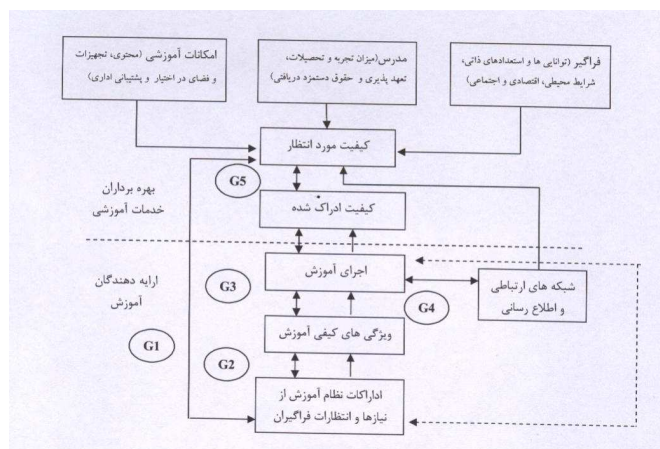 فراگیر (توانایی ها و استعدادهای ذاتی،
شرایط محیطی، اقتصادی و اجتماعی)
مدرس(میزان تجربه و تحصیلات،
تعهد پذیری و حقوق دستمزد دریافتی)
امکانات آموزشی (محتوی، تجهیزات
و فضای در اختیار و پشتیبانی اداری)
کیفیت مورد انتظار
G5
بهره برداران
خدمات آموزشی
کیفیت ادراک شده
ارایه دهندگان
آموزش
اجرای آموزش
شبکه های ارتباطی
و اطلاع رسانی
G3
G4
ویژگی های کیفی آموزش
G1
G2
اداراکات نظام آموزش از
نیازها و انتظارات فراگیران